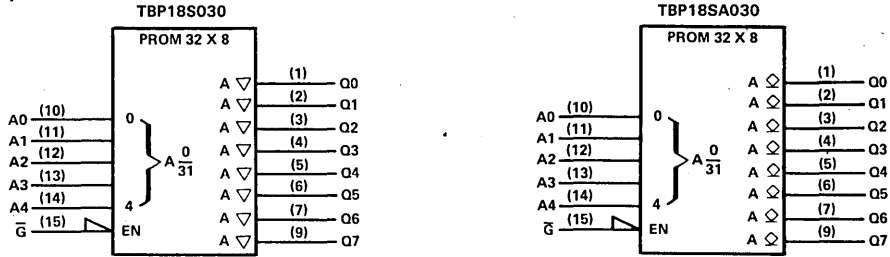 TBP18S030
PROM 32 X 8
A ▽ (1) Q0
A ▽ (2) Q1
A0 (10) 0 A ▽ (3) Q2
A1 (11) A ▽ (4) Q3
A2 (12) A 0/31 A ▽ (5) Q4
A3 (13) A ▽ (6) Q5
A4 (14) 4 A ▽ (7) Q6
G̅ (15) EN A ▽ (9) Q7
TBP18SA030
PROM 32 X 8
A ◇ (1) Q0
A ◇ (2) Q1
A0 (10) 0 A ◇ (3) Q2
A1 (11) A ◇ (4) Q3
A2 (12) A 0/31 A ◇ (5) Q4
A3 (13) A ◇ (6) Q5
A4 (14) 4 A ◇ (7) Q6
G̅ (15) EN A ◇ (9) Q7